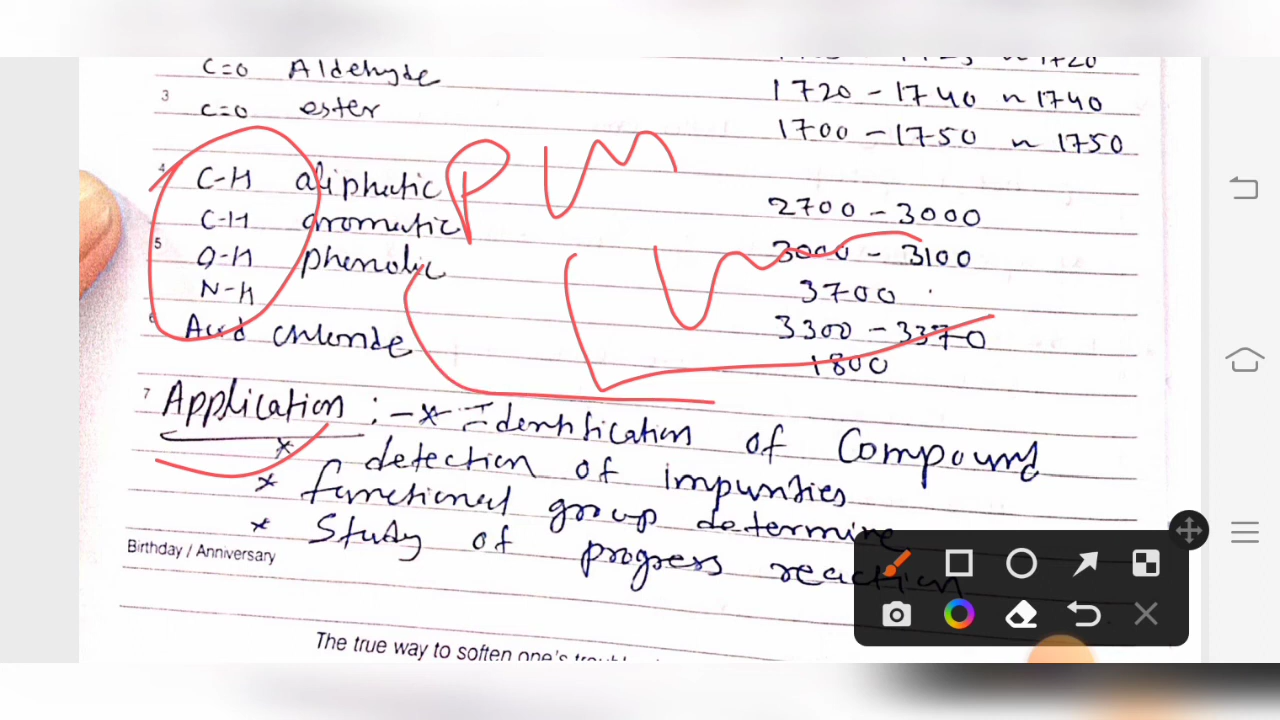 1720
C=O Aldehyde 1720 - 1740 n 1740
3
C=O ester 1700 - 1750 n 1750
4
C-H aliphatic 2700 - 3000
C-H aromatic 3000 - 3100
5
O-H phenolic 3700
N-H 3300 - 3370
6
Acid chloride 1800
7
Application : - * Identification of Compound
* detection of impurities
* functional group determine
* Study of progress reaction
Birthday / Anniversary
The true way to soften one's